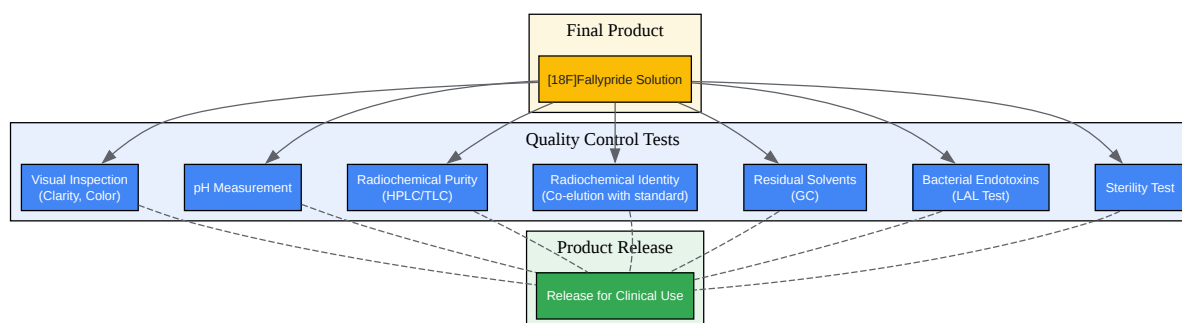 Final Product
[18F]Fallypride Solution
Quality Control Tests
Visual Inspection
(Clarity, Color)
pH Measurement
Radiochemical Purity
(HPLC/TLC)
Radiochemical Identity
(Co-elution with standard)
Residual Solvents
(GC)
Bacterial Endotoxins
(LAL Test)
Sterility Test
Product Release
Release for Clinical Use